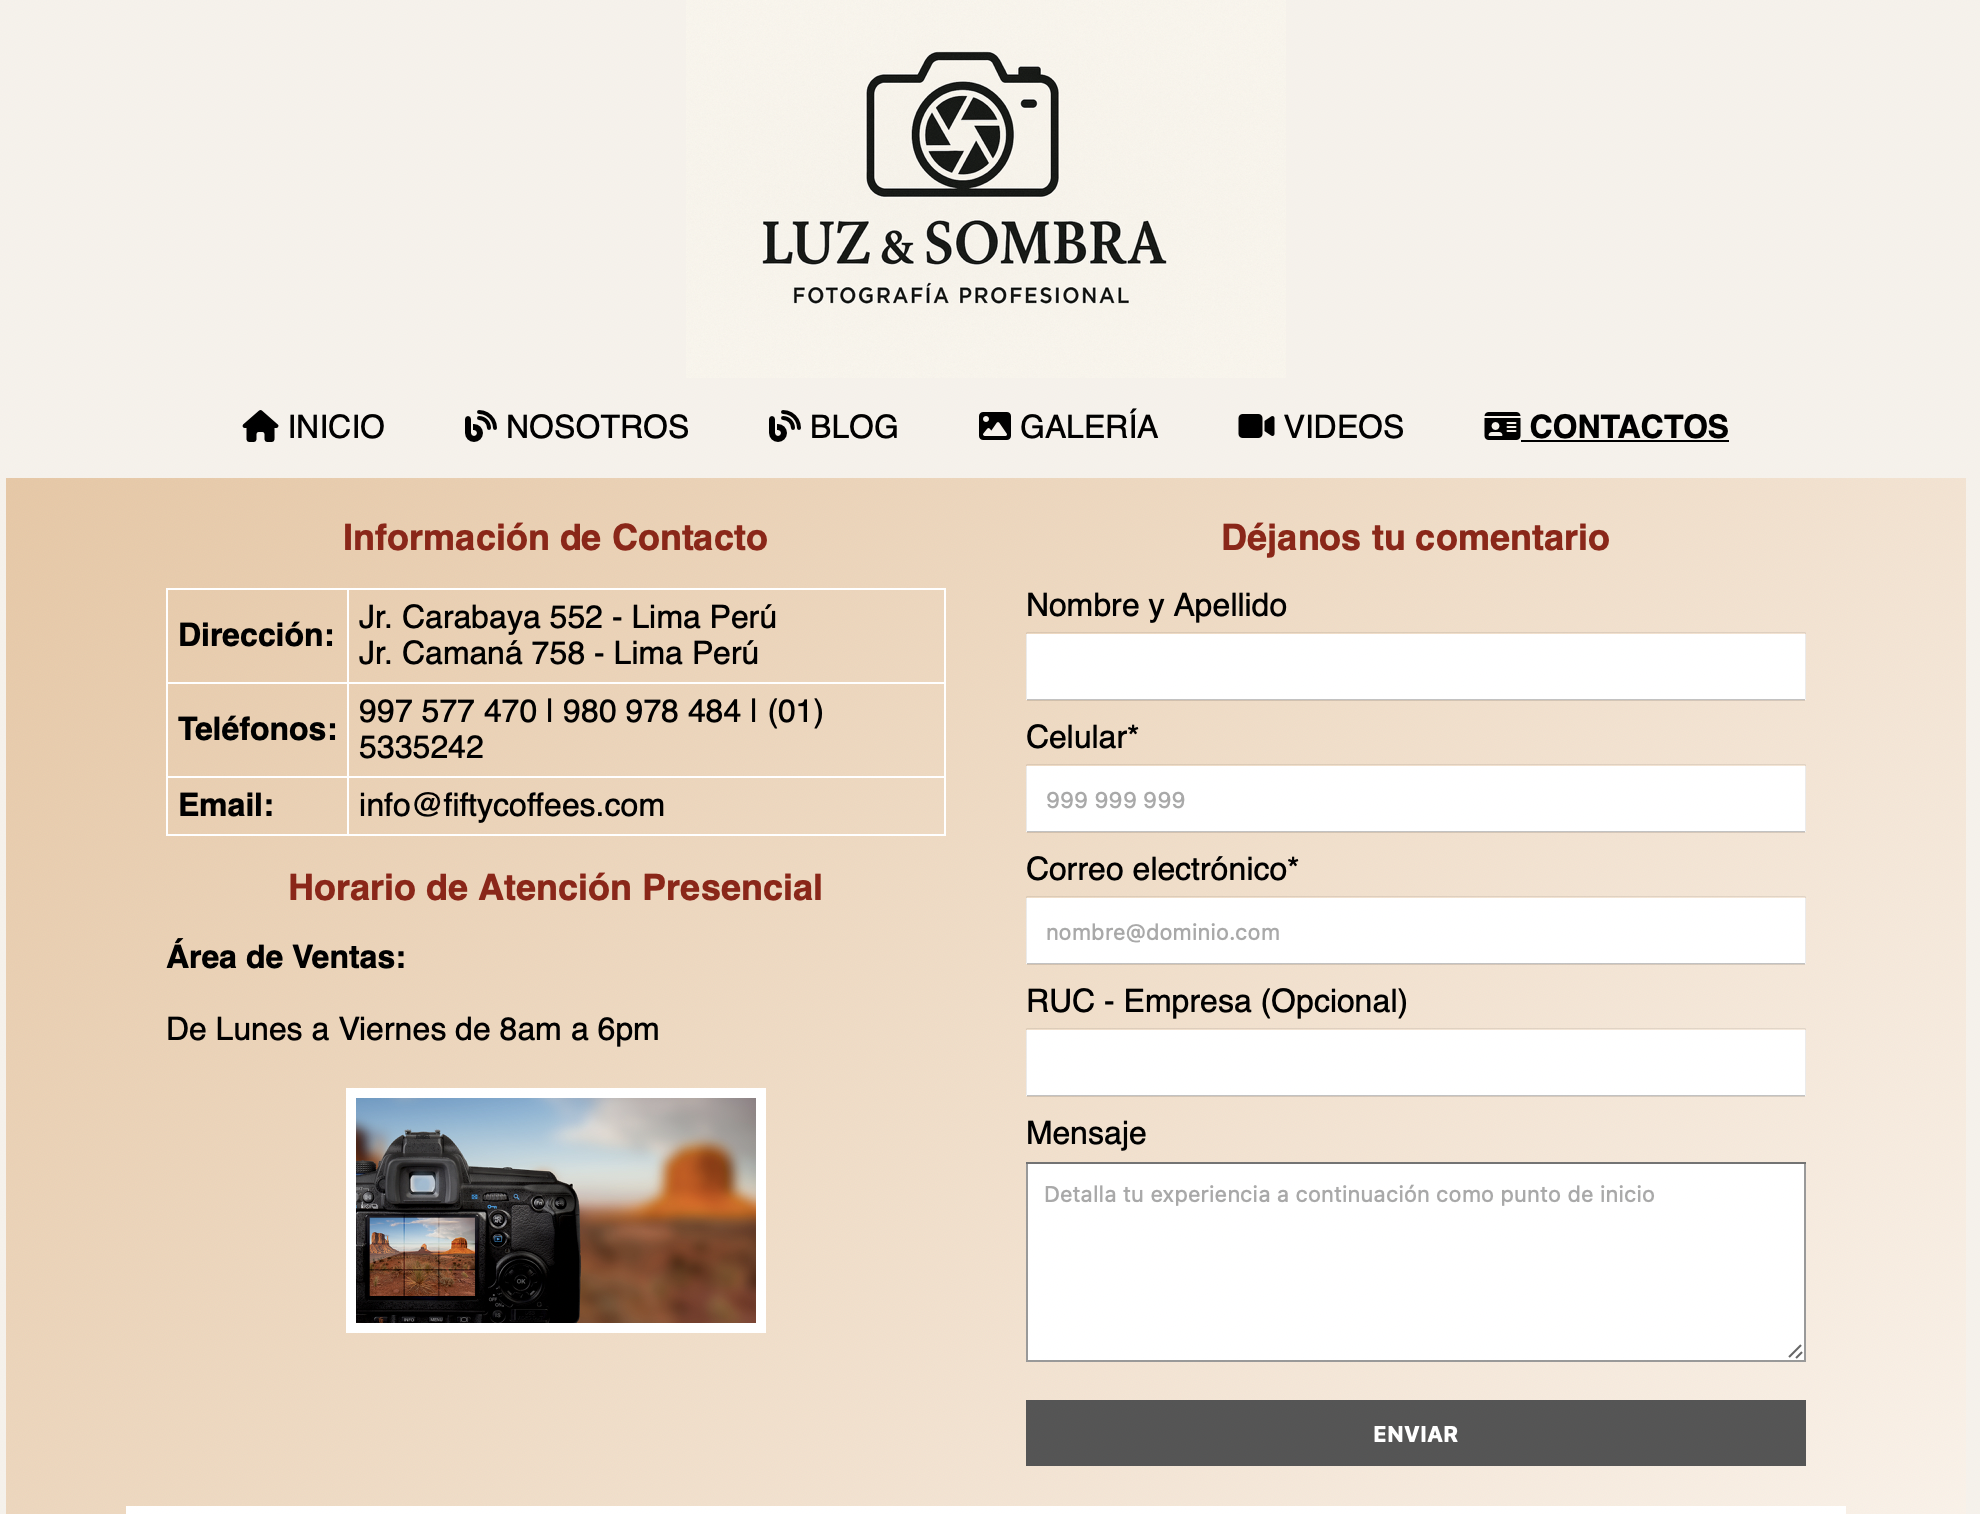 LUZ & SOMBRA
FOTOGRAFÍA PROFESIONAL
INICIO NOSOTROS BLOG GALERÍA VIDEOS CONTACTOS
Información de Contacto
Dirección: Jr. Carabaya 552 - Lima Perú
Jr. Camaná 758 - Lima Perú
Teléfonos: 997 577 470 | 980 978 484 | (01)
5335242
Email: info@fiftycoffees.com
Horario de Atención Presencial
Área de Ventas:
De Lunes a Viernes de 8am a 6pm
Déjanos tu comentario
Nombre y Apellido
Celular*
999 999 999
Correo electrónico*
nombre@dominio.com
RUC - Empresa (Opcional)
Mensaje
Detalla tu experiencia a continuación como punto de inicio
ENVIAR